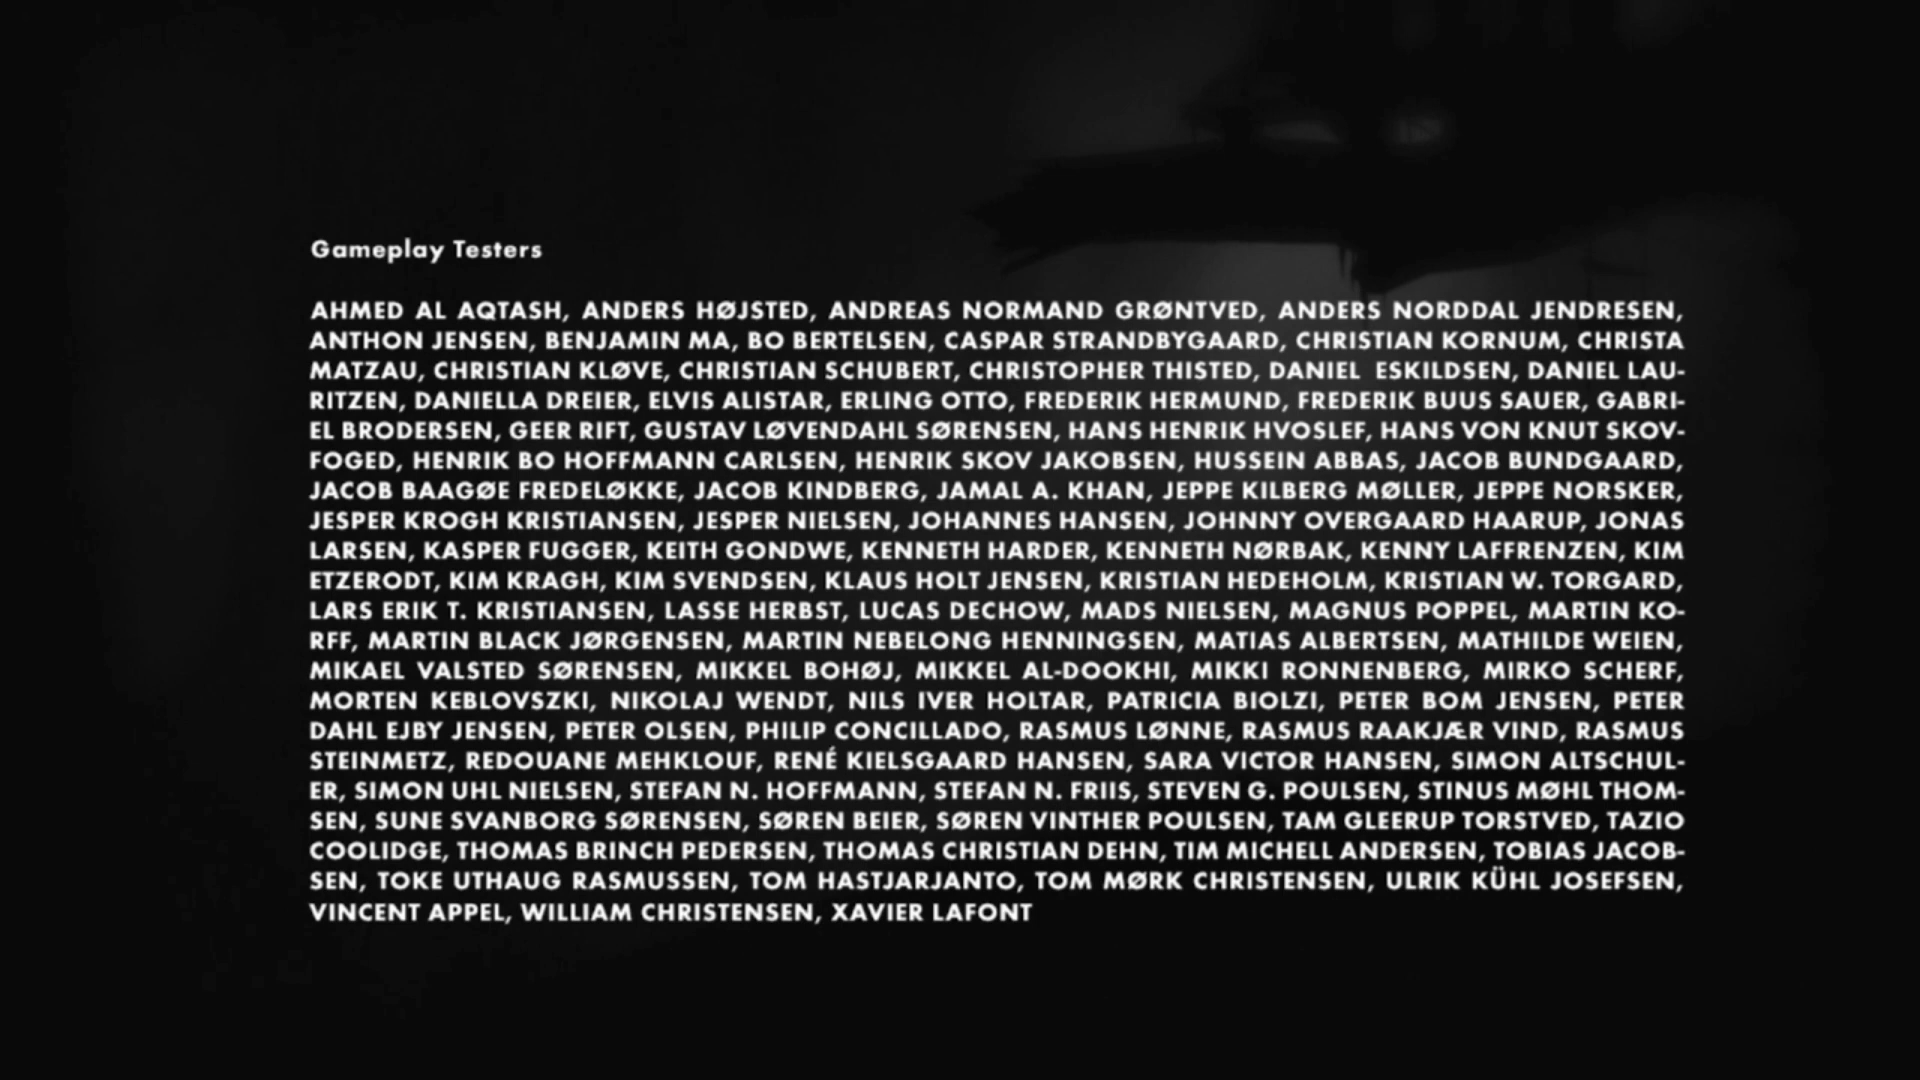 Gameplay Testers
AHMED AL AQTASH, ANDERS HØJSTED, ANDREAS NORMAND GRØNTVED, ANDERS NORDDAL JENDRESEN,
ANTHON JENSEN, BENJAMIN MA, BO BERTELSEN, CASPAR STRANDBYGAARD, CHRISTIAN KORNUM, CHRISTA
MATZAU, CHRISTIAN KLØVE, CHRISTIAN SCHUBERT, CHRISTOPHER THISTED, DANIEL ESKILDSEN, DANIEL LAU-
RITZEN, DANIELLA DREIER, ELVIS ALISTAR, ERLING OTTO, FREDERIK HERMUND, FREDERIK BUUS SAUER, GABRI-
EL BRODERSEN, GEER RIFT, GUSTAV LØVENDAHL SØRENSEN, HANS HENRIK HVOSLEF, HANS VON KNUT SKOV-
FOGED, HENRIK BO HOFFMANN CARLSEN, HENRIK SKOV JAKOBSEN, HUSSEIN ABBAS, JACOB BUNDGAARD,
JACOB BAAGØE FREDELØKKE, JACOB KINDBERG, JAMAL A. KHAN, JEPPE KILBERG MØLLER, JEPPE NORSKER,
JESPER KROGH KRISTIANSEN, JESPER NIELSEN, JOHANNES HANSEN, JOHNNY OVERGAARD HAARUP, JONAS
LARSEN, KASPER FUGGER, KEITH GONDWE, KENNETH HARDER, KENNETH NØRBAK, KENNY LAFFRENZEN, KIM
ETZERODT, KIM KRAGH, KIM SVENDSEN, KLAUS HOLT JENSEN, KRISTIAN HEDEHOLM, KRISTIAN W. TORGARD,
LARS ERIK T. KRISTIANSEN, LASSE HERBST, LUCAS DECHOW, MADS NIELSEN, MAGNUS POPPEL, MARTIN KO-
RFF, MARTIN BLACK JØRGENSEN, MARTIN NEBELONG HENNINGSEN, MATIAS ALBERTSEN, MATHILDE WEIEN,
MIKAEL VALSTED SØRENSEN, MIKKEL BOHØJ, MIKKEL AL-DOOKHI, MIKKI RONNENBERG, MIRKO SCHERF,
MORTEN KEBLOVSZKI, NIKOLAJ WENDT, NILS IVER HOLTAR, PATRICIA BIOLZI, PETER BOM JENSEN, PETER
DAHL EJBY JENSEN, PETER OLSEN, PHILIP CONCILLADO, RASMUS LØNNE, RASMUS RAAKJÆR VIND, RASMUS
STEINMETZ, REDOUANE MEHKLOUF, RENÉ KIELSGAARD HANSEN, SARA VICTOR HANSEN, SIMON ALTSCHUL-
ER, SIMON UHL NIELSEN, STEFAN N. HOFFMANN, STEFAN N. FRIIS, STEVEN G. POULSEN, STINUS MØHL THOM-
SEN, SUNE SVANBORG SØRENSEN, SØREN BEIER, SØREN VINTHER POULSEN, TAM GLEERUP TORSTVED, TAZIO
COOLIDGE, THOMAS BRINCH PEDERSEN, THOMAS CHRISTIAN DEHN, TIM MICHELL ANDERSEN, TOBIAS JACOB-
SEN, TOKE UTHAUG RASMUSSEN, TOM HASTJARJANTO, TOM MØRK CHRISTENSEN, ULRIK KÜHL JOSEFSEN,
VINCENT APPEL, WILLIAM CHRISTENSEN, XAVIER LAFONT